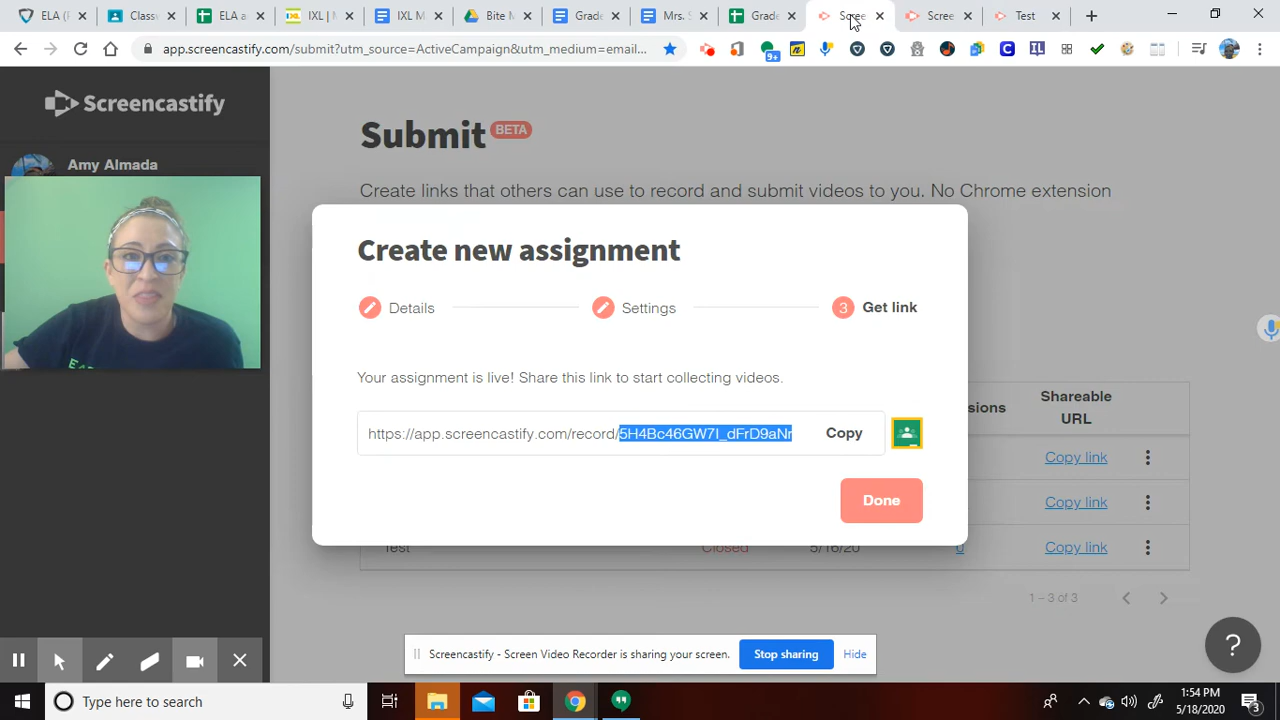 ELA (
Class
ELA a
IXL | M
IXL M
Bite M
Grade
Mrs. S
Grade
Scree
Scree
Test
app.screencastify.com/submit?utm_source=ActiveCampaign&utm_medium=email...
9+
Screencastify
Amy Almada
Submit BETA
Create links that others can use to record and submit videos to you. No Chrome extension
Create new assignment
Details
Settings
3 Get link
Your assignment is live! Share this link to start collecting videos.
https://app.screencastify.com/record/5H4Bc46GW7I_dFrD9aNr
Copy
Done
sions
Shareable
URL
Copy link
Copy link
Test
Closed
5/16/20
0
Copy link
1 – 3 of 3
?
Screencastify - Screen Video Recorder is sharing your screen.
Stop sharing
Hide
Type here to search
1:54 PM
5/18/2020
3